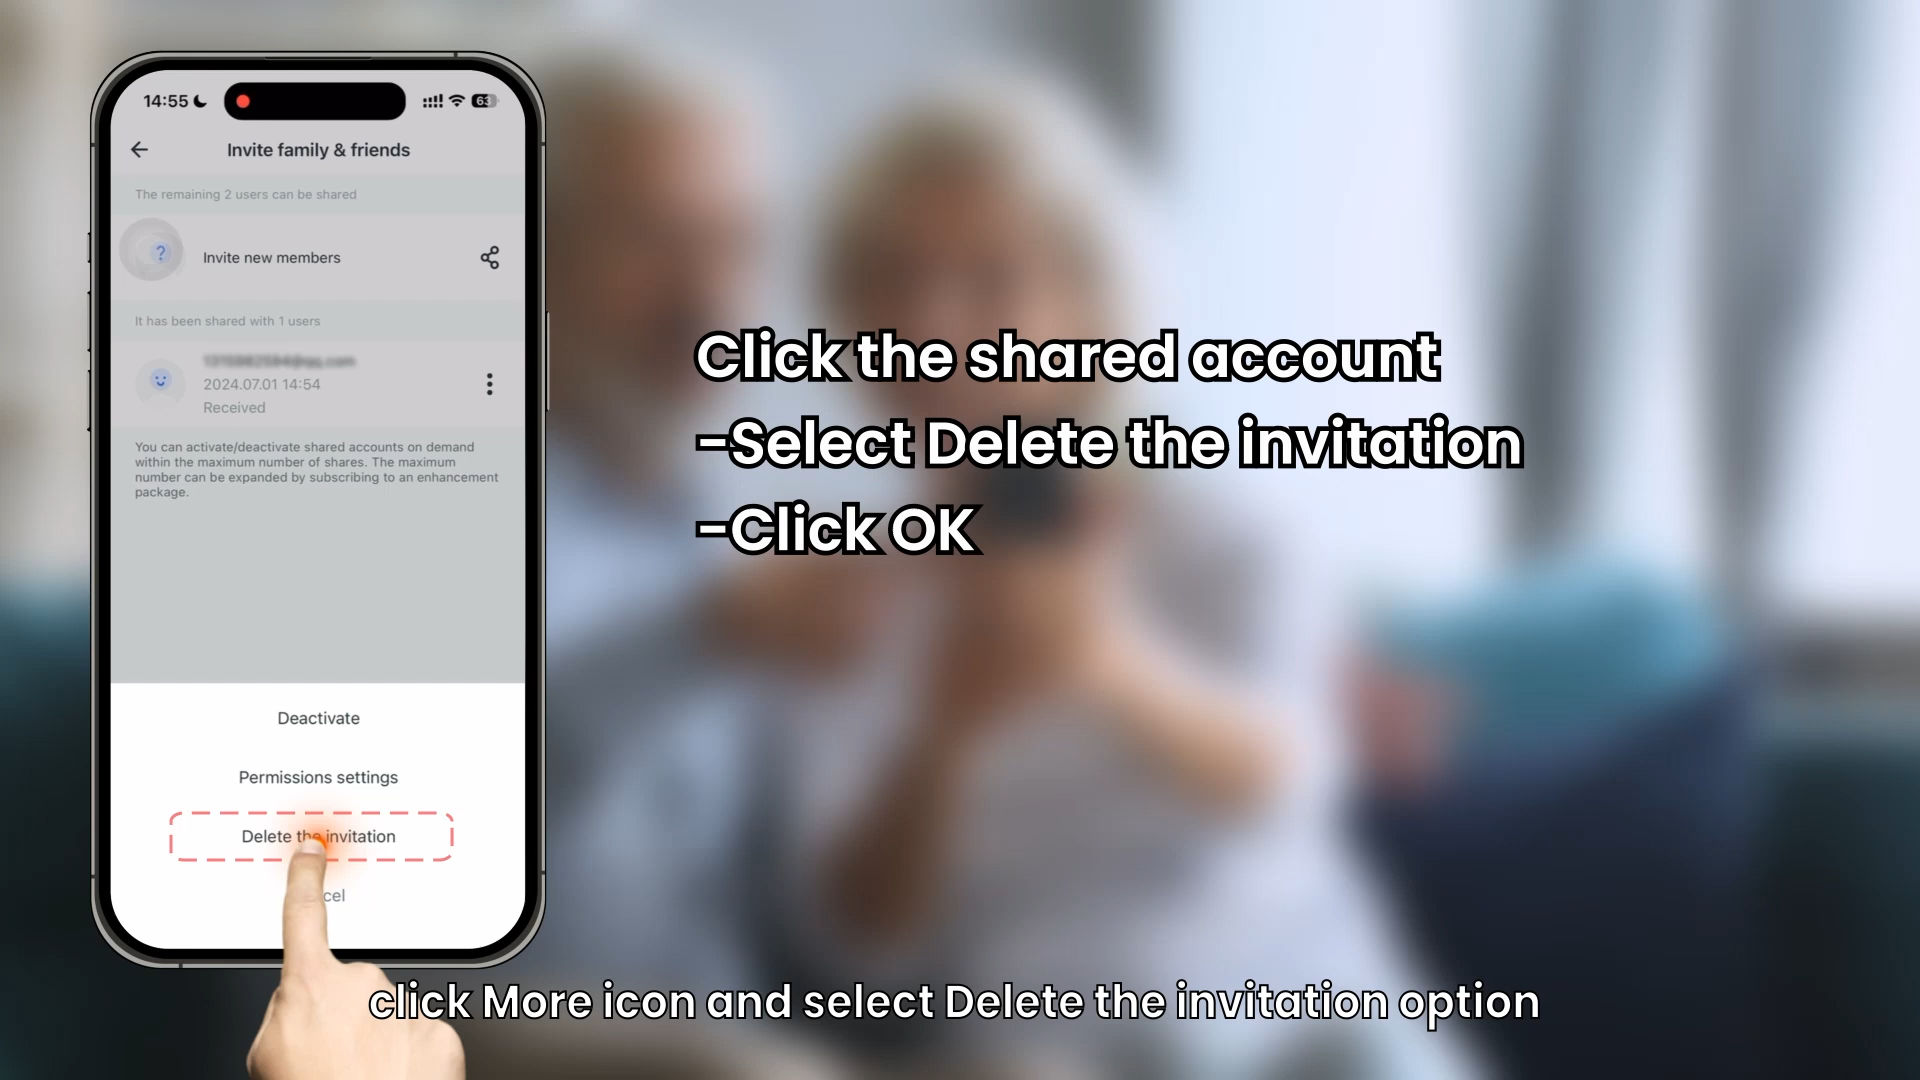 14:55
63
Invite family & friends
The remaining 2 users can be shared
?
Invite new members
It has been shared with 1 users
2024.07.01 14:54
Received
You can activate/deactivate shared accounts on demand
within the maximum number of shares. The maximum
number can be expanded by subscribing to an enhancement
package.
Deactivate
Permissions settings
Delete the invitation
cel
Click the shared account
-Select Delete the invitation
-Click OK
click More icon and select Delete the invitation option